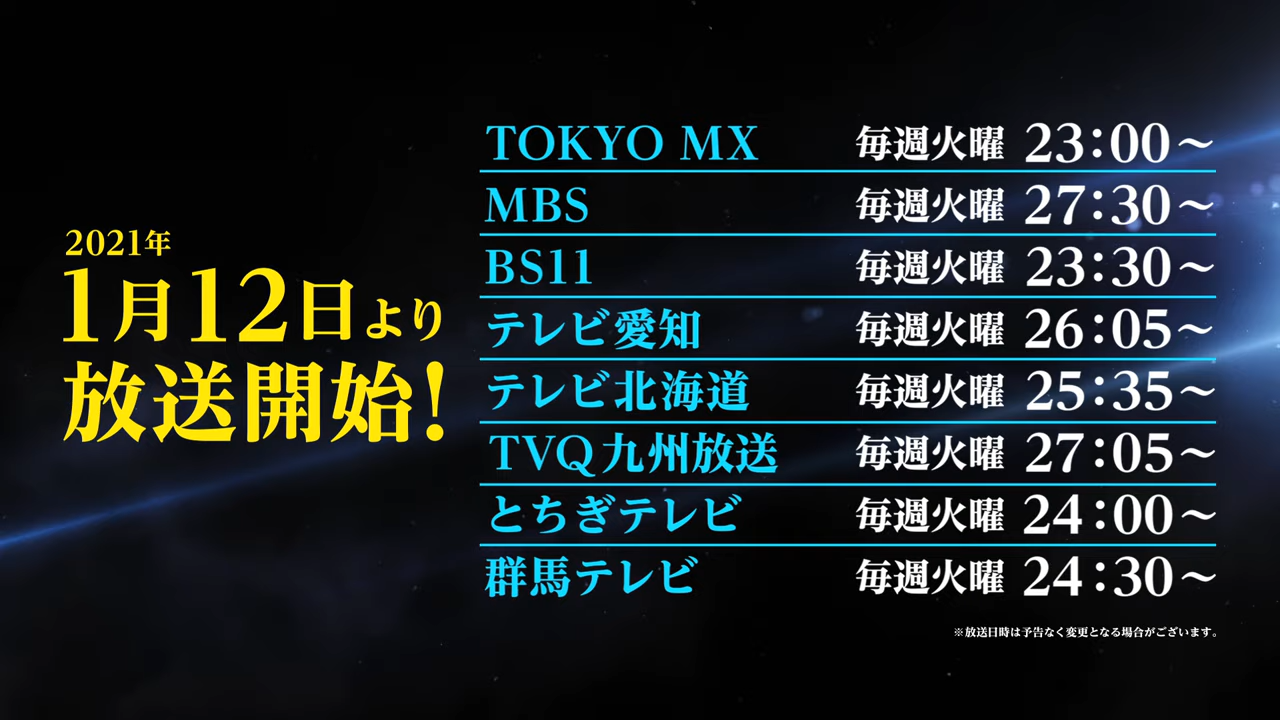 2021年
1月12日より
放送開始!
TOKYO MX 毎週火曜 23:00～
MBS 毎週火曜 27:30～
BS11 毎週火曜 23:30～
テレビ愛知 毎週火曜 26:05～
テレビ北海道 毎週火曜 25:35～
TVQ九州放送 毎週火曜 27:05～
とちぎテレビ 毎週火曜 24:00～
群馬テレビ 毎週火曜 24:30～
※放送日時は予告なく変更となる場合がございます。